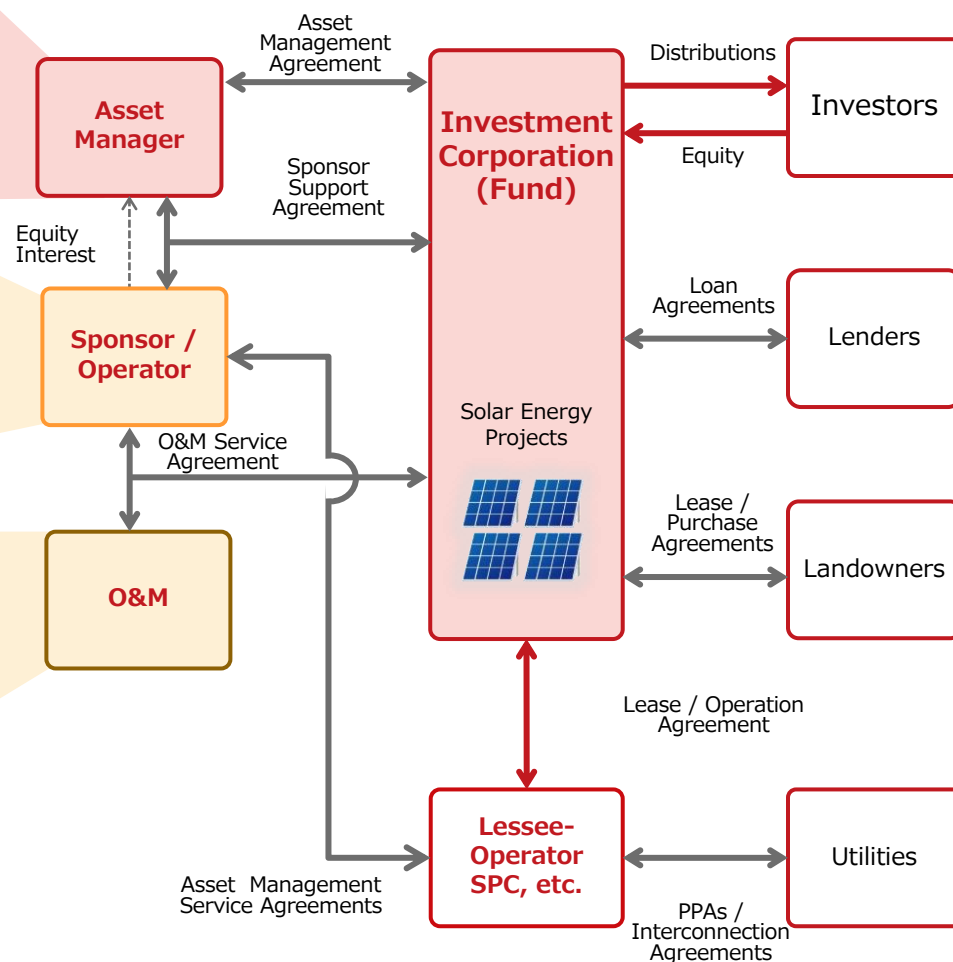 Asset
Management
Agreement
Asset
Manager
Investment
Corporation
(Fund)
Distributions
Equity
Investors
Sponsor
Support
Agreement
Equity
Interest
Sponsor /
Operator
Loan
Agreements
Lenders
Solar Energy
Projects
O&M Service
Agreement
O&M
Lease /
Purchase
Agreements
Landowners
Lease / Operation
Agreement
Lessee-
Operator
SPC, etc.
Utilities
Asset Management
Service Agreements
PPAs /
Interconnection
Agreements